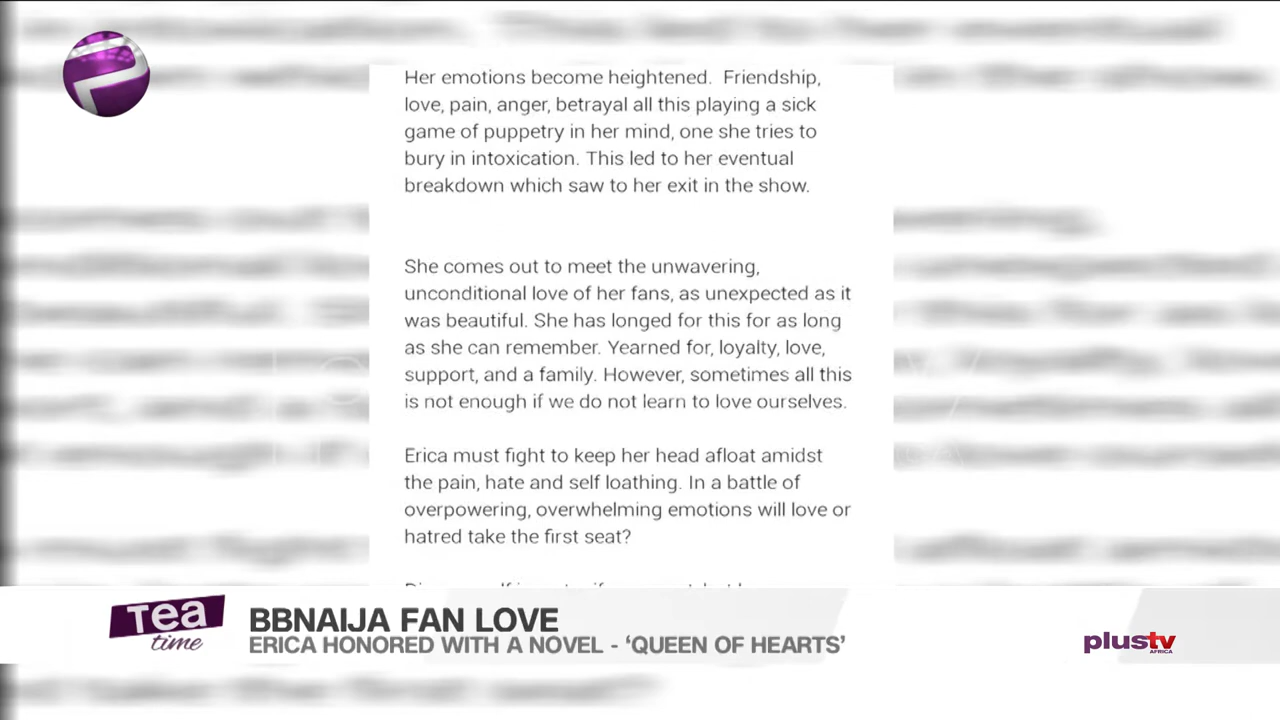 Her emotions become heightened. Friendship,
love, pain, anger, betrayal all this playing a sick
game of puppetry in her mind, one she tries to
bury in intoxication. This led to her eventual
breakdown which saw to her exit in the show.
She comes out to meet the unwavering,
unconditional love of her fans, as unexpected as it
was beautiful. She has longed for this for as long
as she can remember. Yearned for, loyalty, love,
support, and a family. However, sometimes all this
is not enough if we do not learn to love ourselves.
Erica must fight to keep her head afloat amidst
the pain, hate and self loathing. In a battle of
overpowering, overwhelming emotions will love or
hatred take the first seat?
Tea
time
BBNAIJA FAN LOVE
ERICA HONORED WITH A NOVEL - ‘QUEEN OF HEARTS’
plustv
AFRICA